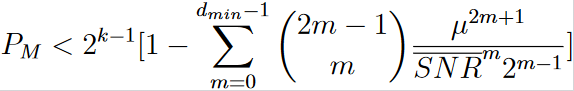 $P_M < 2^{k-1}[1 - \sum_{m=0}^{d_{min}-1} \binom{2m-1}{m} \frac{\mu^{2m+1}}{\overline{SNR}^m 2^{m-1}}]$